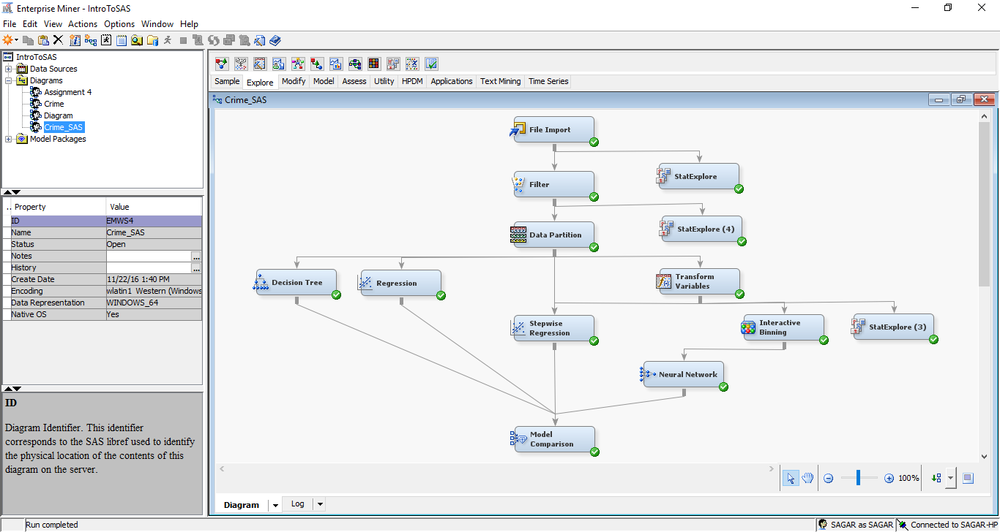 Enterprise Miner - IntroToSAS
File Edit View Actions Options Window Help
IntroToSAS
Data Sources
Diagrams
Assignment 4
Crime
Diagram
Crime_SAS
Model Packages
.. Property Value
ID EMWS4
Name Crime_SAS
Status Open
Notes
...
History
...
Create Date 11/22/16 1:40 PM
Encoding wlatin1 Western (Windows
Data Representation WINDOWS_64
Native OS Yes
ID
Diagram Identifier. This identifier
corresponds to the SAS libref used to identify
the physical location of the contents of this
diagram on the server.
Sample Explore Modify Model Assess Utility HPDM Applications Text Mining Time Series
Crime_SAS
File Import
StatExplore
Filter
StatExplore (4)
Data Partition
Decision Tree
Regression
Transform
Variables
Stepwise
Regression
Interactive
Binning
StatExplore (3)
Neural Network
Model
Comparison
100%
Diagram Log
Run completed
SAGAR as SAGAR
Connected to SAGAR-HP